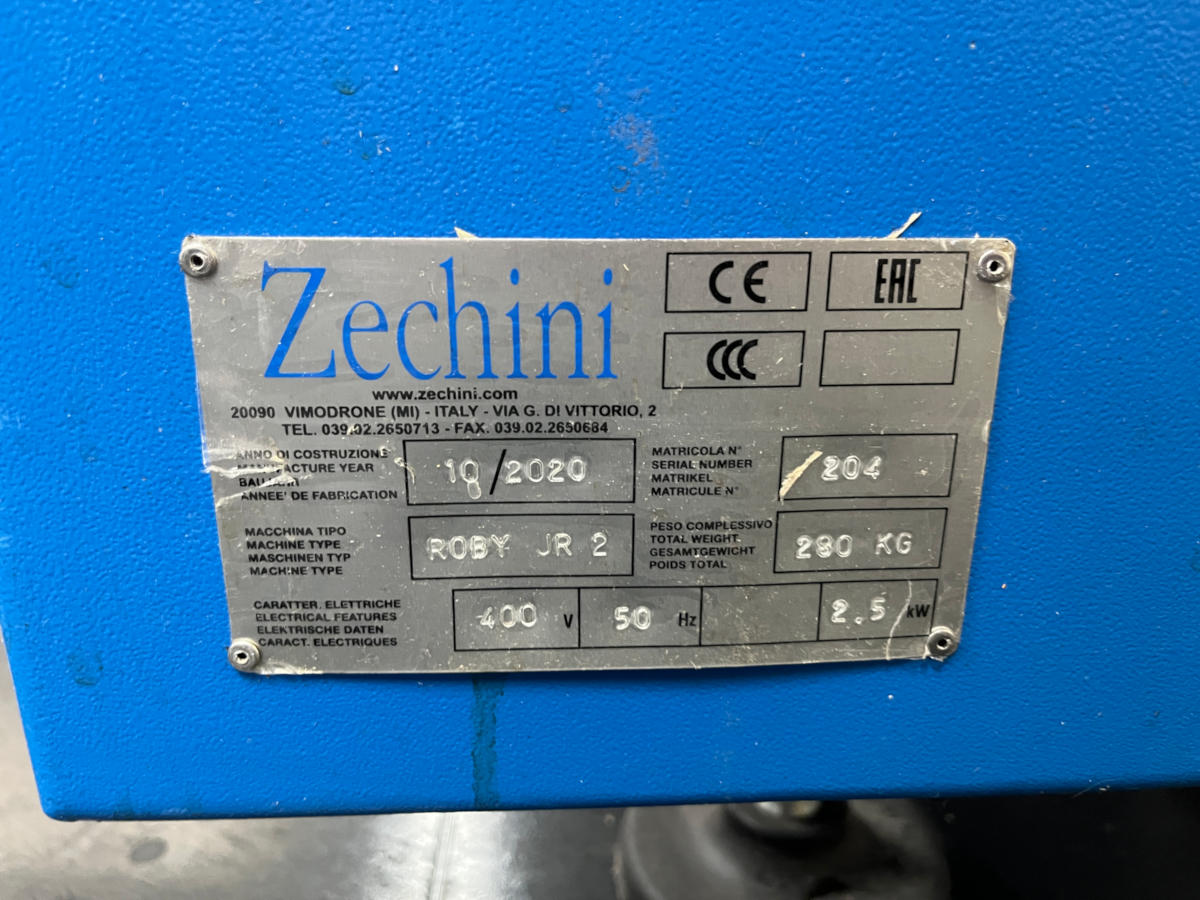 Zechini
CE
EAC
CCC
www.zechini.com
20090 VIMODRONE (MI) - ITALY - VIA G. DI VITTORIO, 2
TEL. 039.02.2650713 - FAX. 039.02.2650684
ANNO DI COSTRUZIONE
MANUFACTURE YEAR
BAUJAHR
ANNEE' DE FABRICATION
10/2020
MATRICOLA N°
SERIAL NUMBER
MATRIKEL
MATRICULE N°
204
MACCHINA TIPO
MACHINE TYPE
MASCHINEN TYP
MACHINE TYPE
ROBY JR 2
PESO COMPLESSIVO
TOTAL WEIGHT
GESAMTGEWICHT
POIDS TOTAL
KG
CARATTER. ELETTRICHE
ELECTRICAL FEATURES
ELEKTRISCHE DATEN
CARACT. ELECTRIQUES
400 V
50 Hz
2.5 kW